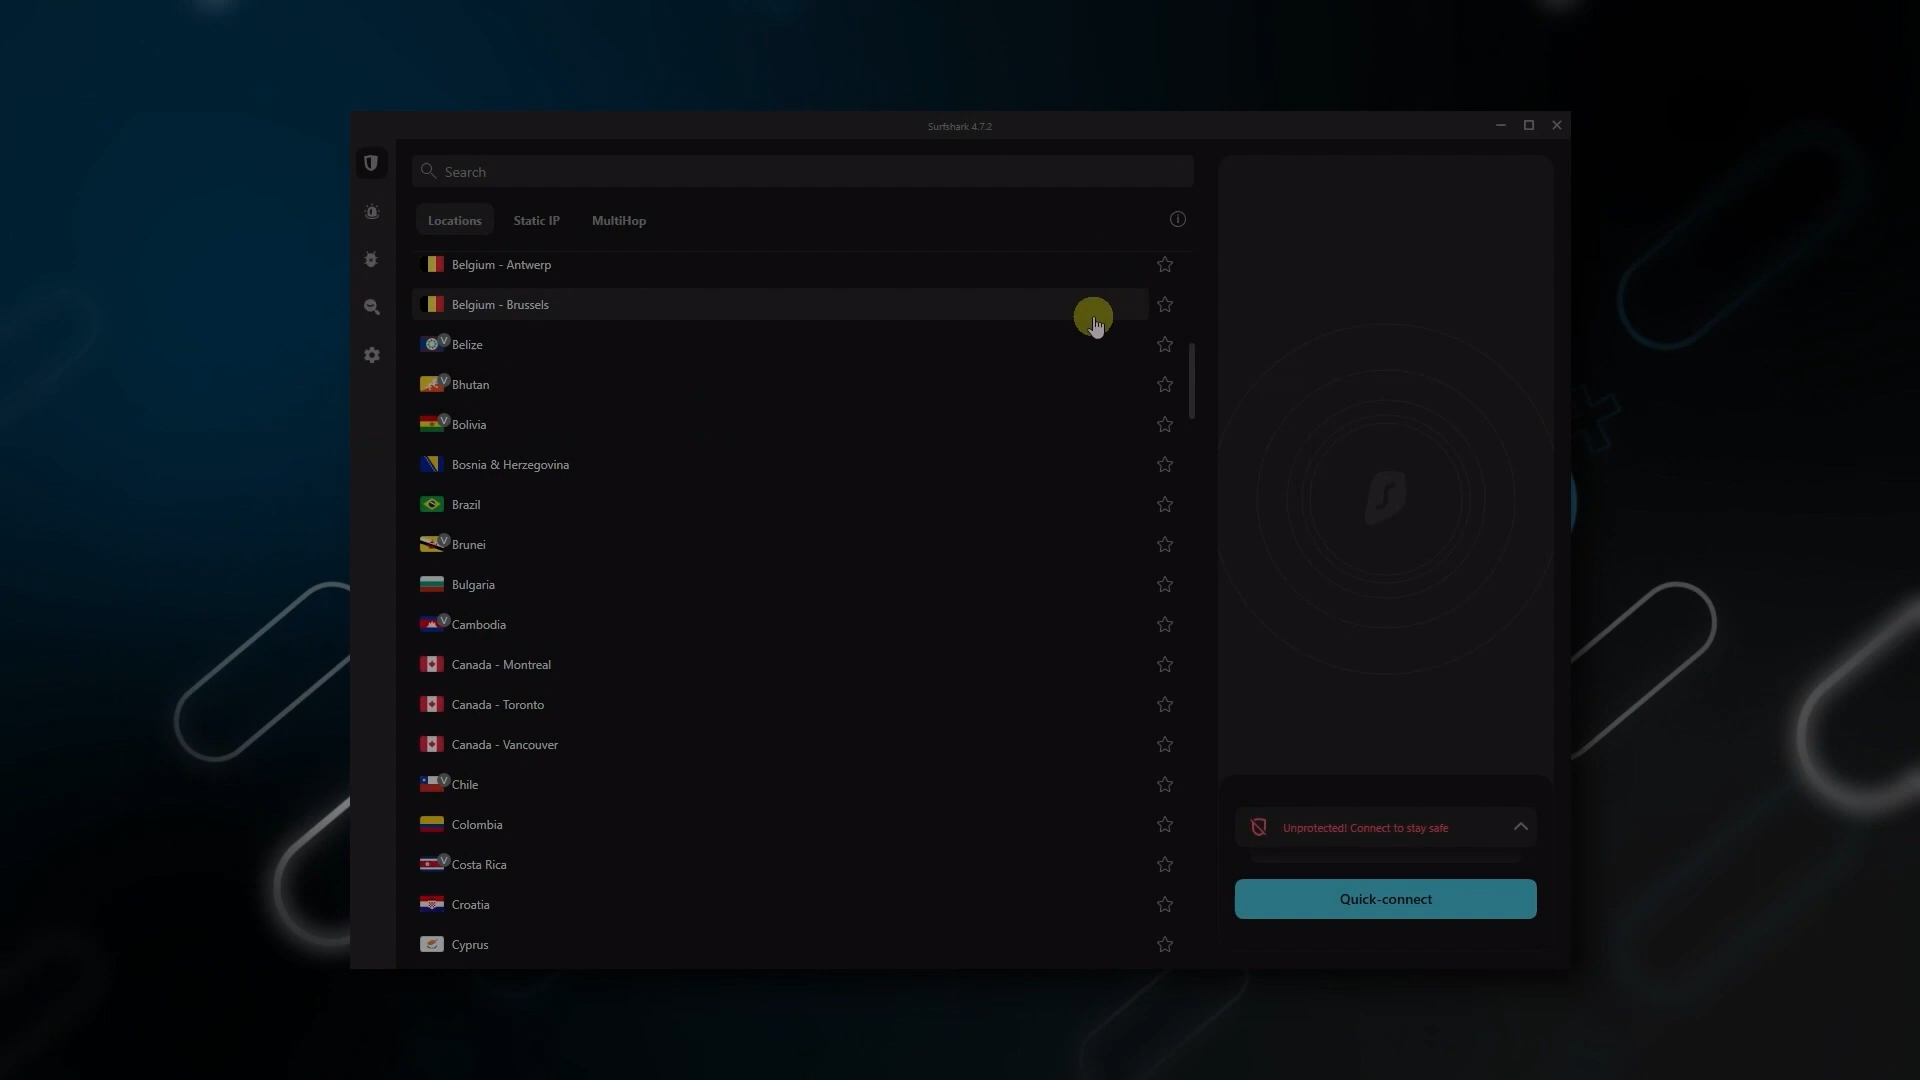 Surfshark 4.7.2
Search
Locations
Static IP
MultiHop
Belgium - Antwerp
Belgium - Brussels
V
Belize
V
Bhutan
V
Bolivia
Bosnia & Herzegovina
Brazil
V
Brunei
Bulgaria
V
Cambodia
Canada - Montreal
Canada - Toronto
Canada - Vancouver
V
Chile
Colombia
V
Costa Rica
Croatia
Cyprus
Unprotected! Connect to stay safe
Quick-connect